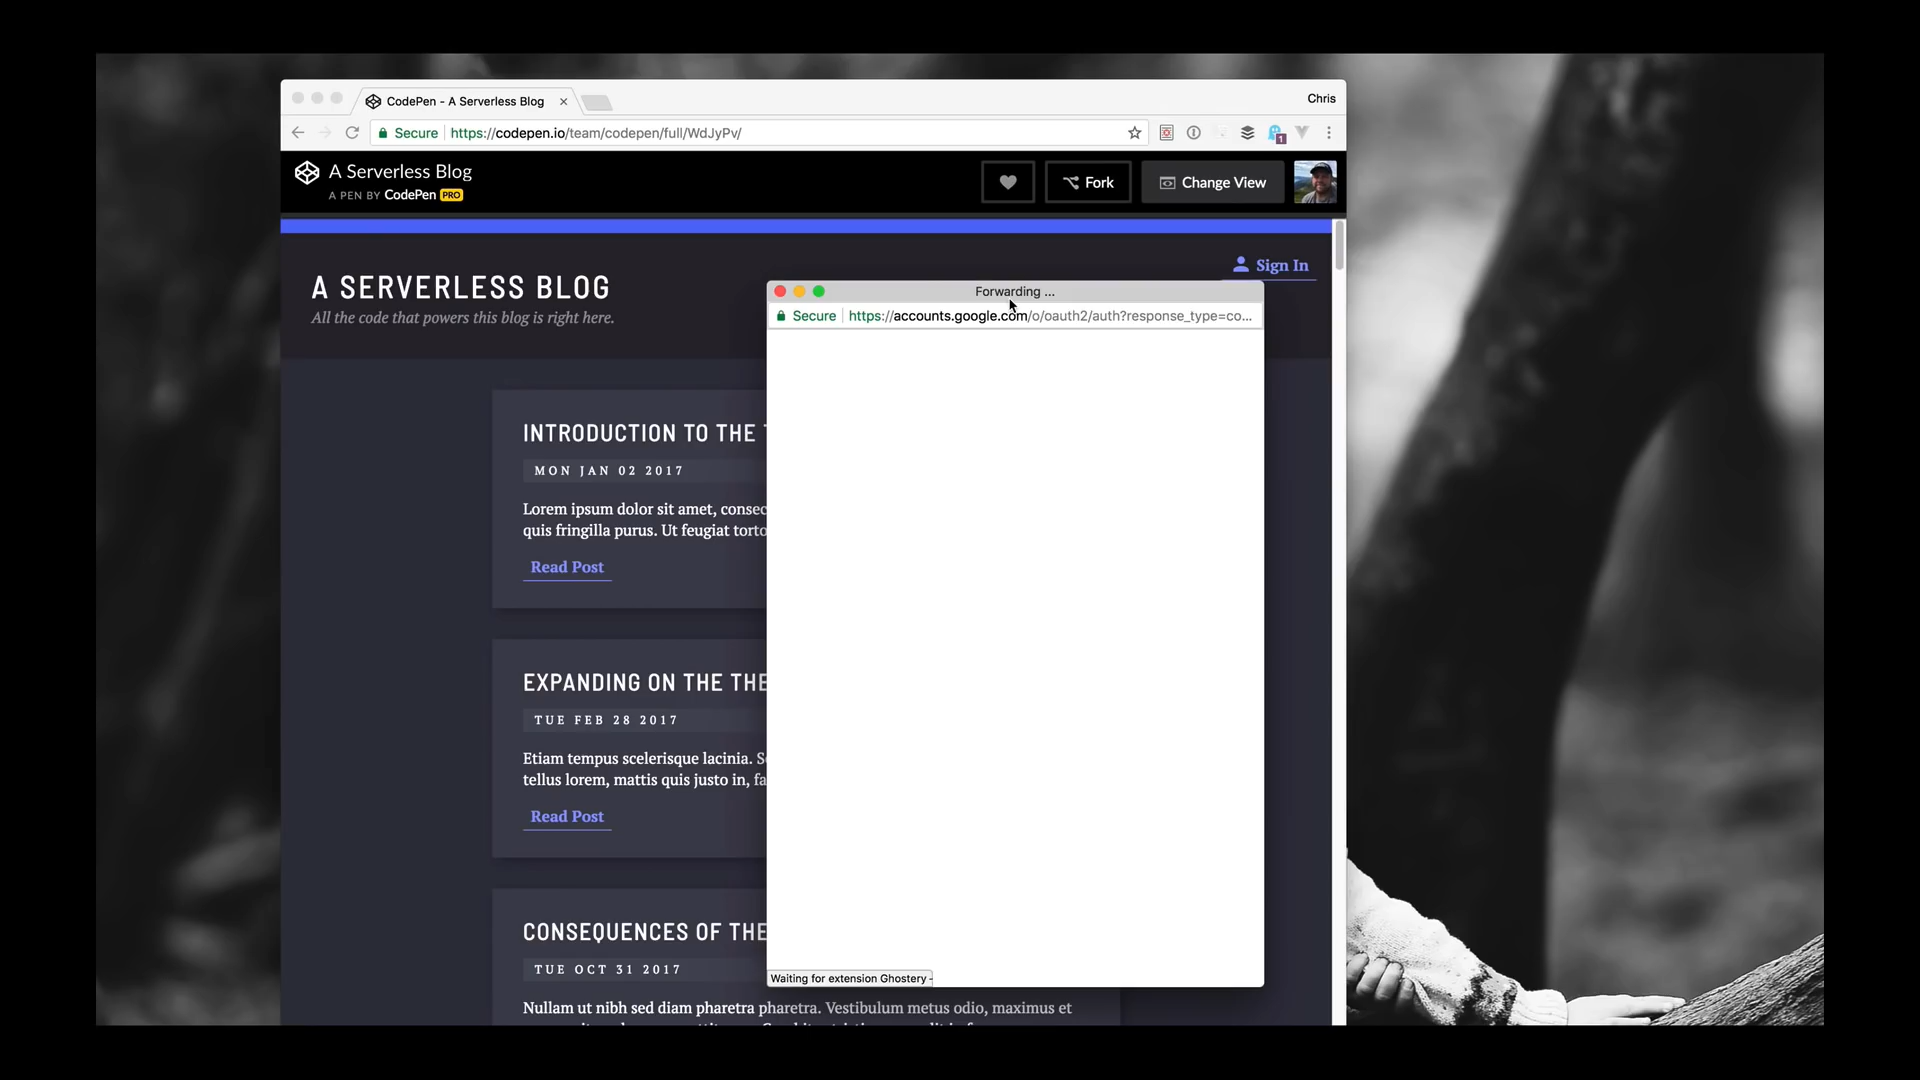 CodePen - A Serverless Blog
Chris
Secure https://codepen.io/team/codepen/full/WdJyPv/
1
A Serverless Blog
A PEN BY CodePen PRO
Fork
Change View
Sign In
A SERVERLESS BLOG
All the code that powers this blog is right here.
Forwarding ...
Secure https://accounts.google.com/o/oauth2/auth?response_type=co...
INTRODUCTION TO THE
MON JAN 02 2017
Lorem ipsum dolor sit amet, consec
quis fringilla purus. Ut feugiat torto
Read Post
EXPANDING ON THE THE
TUE FEB 28 2017
Etiam tempus scelerisque lacinia. S
tellus lorem, mattis quis justo in, fa
Read Post
CONSEQUENCES OF THE
TUE OCT 31 2017
Waiting for extension Ghostery -
Nullam ut nibh sed diam pharetra pharetra. Vestibulum metus odio, maximus et